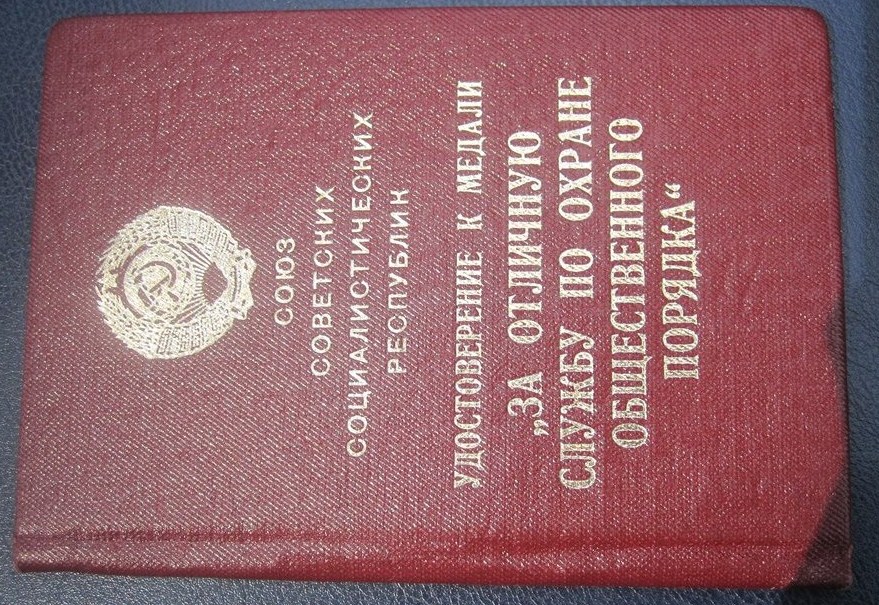 СОЮЗ
СОВЕТСКИХ
СОЦИАЛИСТИЧЕСКИХ
РЕСПУБЛИК
УДОСТОВЕРЕНИЕ К МЕДАЛИ
„ЗА ОТЛИЧНУЮ
СЛУЖБУ ПО ОХРАНЕ
ОБЩЕСТВЕННОГО
ПОРЯДКА“